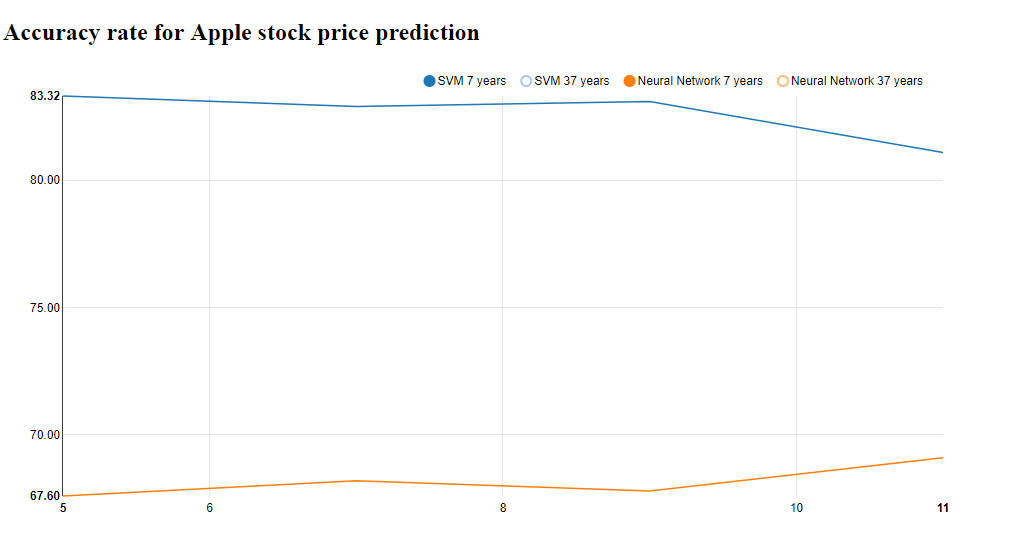 Accuracy rate for Apple stock price prediction
SVM 7 years SVM 37 years Neural Network 7 years Neural Network 37 years
83.32
80.00
75.00
70.00
67.60
5 6 8 10 11